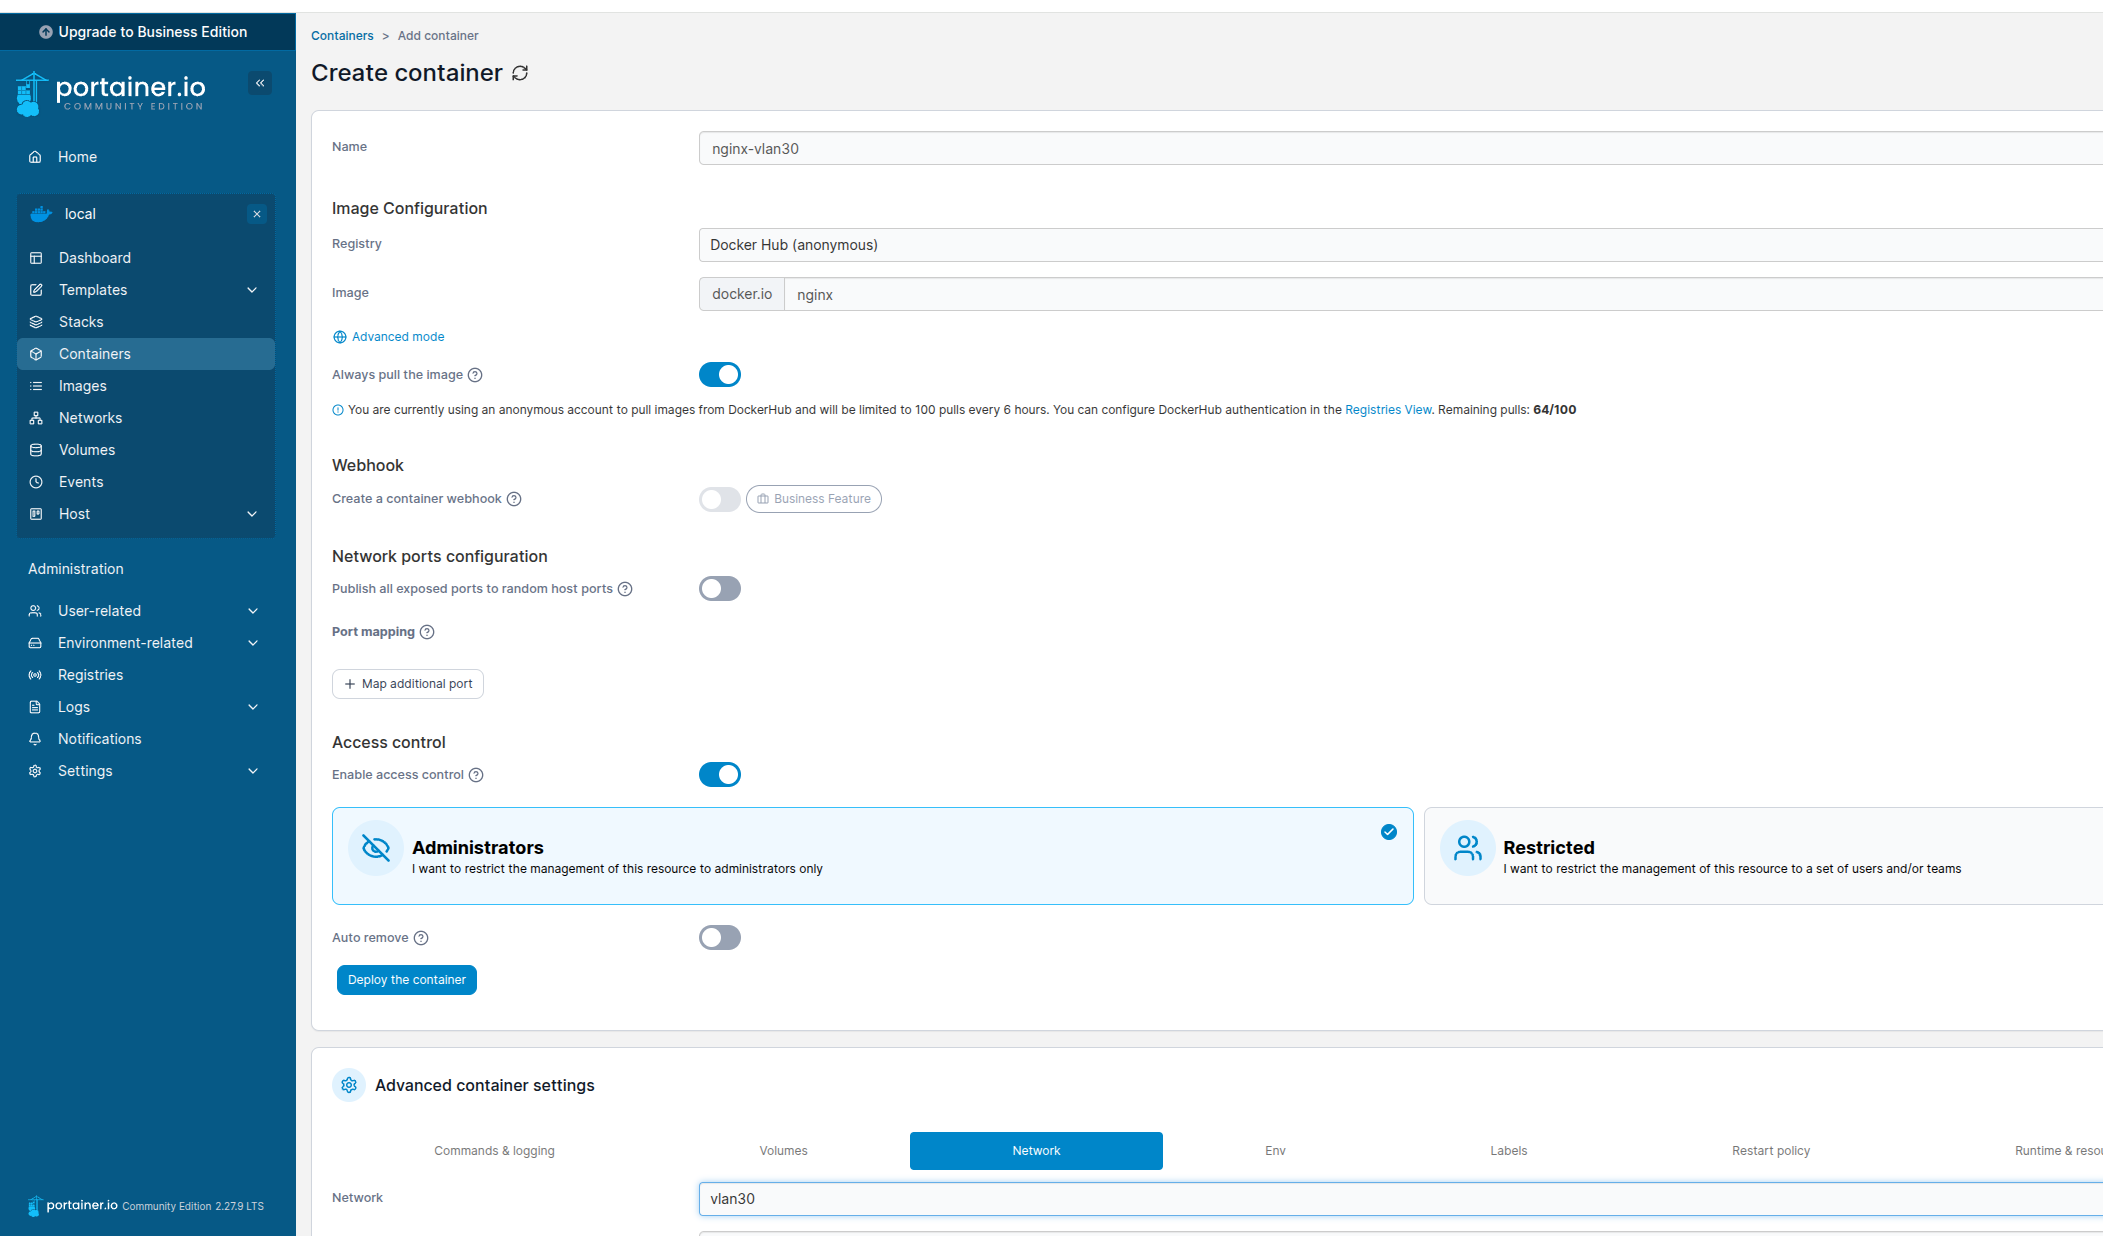 Upgrade to Business Edition
portainer.io
COMMUNITY EDITION
Home
local
Dashboard
Templates
Stacks
Containers
Images
Networks
Volumes
Events
Host
Administration
User-related
Environment-related
Registries
Logs
Notifications
Settings
portainer.io Community Edition 2.27.9 LTS
Containers > Add container
Create container
Name
nginx-vlan30
Image Configuration
Registry
Docker Hub (anonymous)
Image
docker.io nginx
Advanced mode
Always pull the image
You are currently using an anonymous account to pull images from DockerHub and will be limited to 100 pulls every 6 hours. You can configure DockerHub authentication in the Registries View. Remaining pulls: 64/100
Webhook
Create a container webhook
Business Feature
Network ports configuration
Publish all exposed ports to random host ports
Port mapping
+ Map additional port
Access control
Enable access control
Administrators
I want to restrict the management of this resource to administrators only
Restricted
I want to restrict the management of this resource to a set of users and/or teams
Auto remove
Deploy the container
Advanced container settings
Commands & logging
Volumes
Network
Env
Labels
Restart policy
Runtime & resou
Network
vlan30